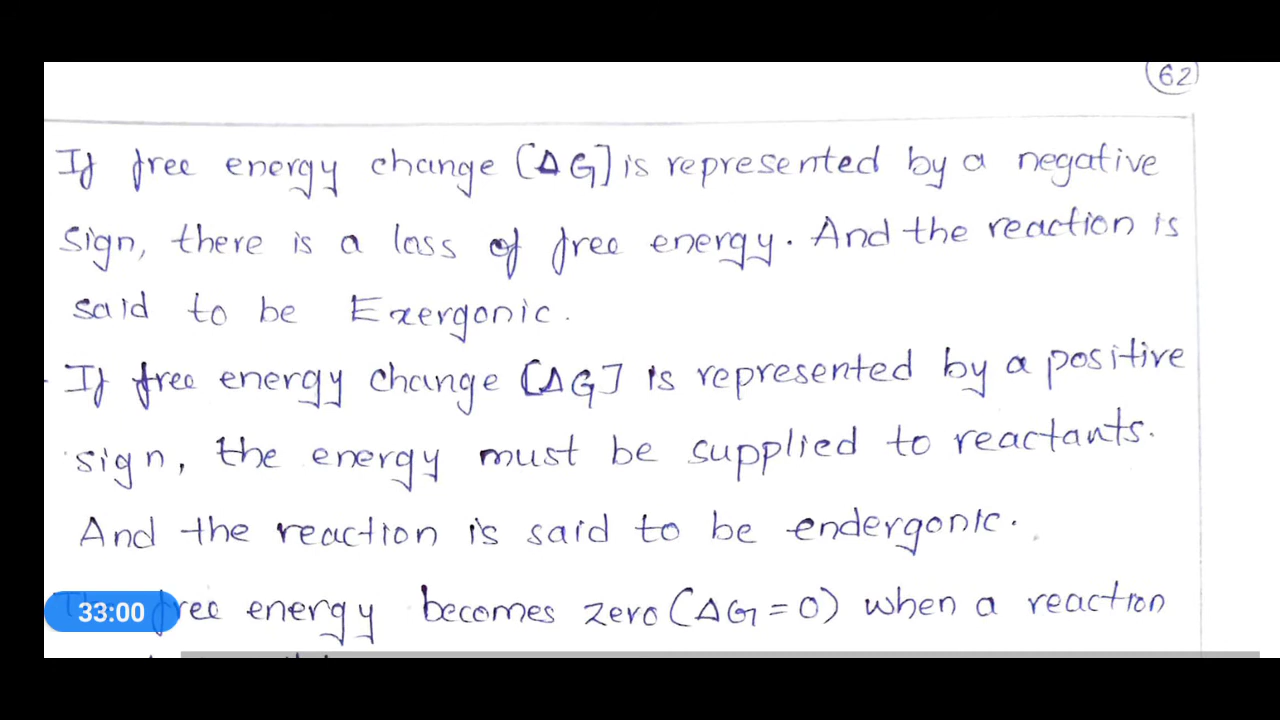 62
If free energy change [ΔG] is represented by a negative
sign, there is a loss of free energy. And the reaction is
said to be Exergonic.
If free energy change [ΔG] is represented by a positive
sign, the energy must be supplied to reactants.
And the reaction is said to be endergonic.
33:00 free energy becomes zero (ΔG = 0) when a reaction